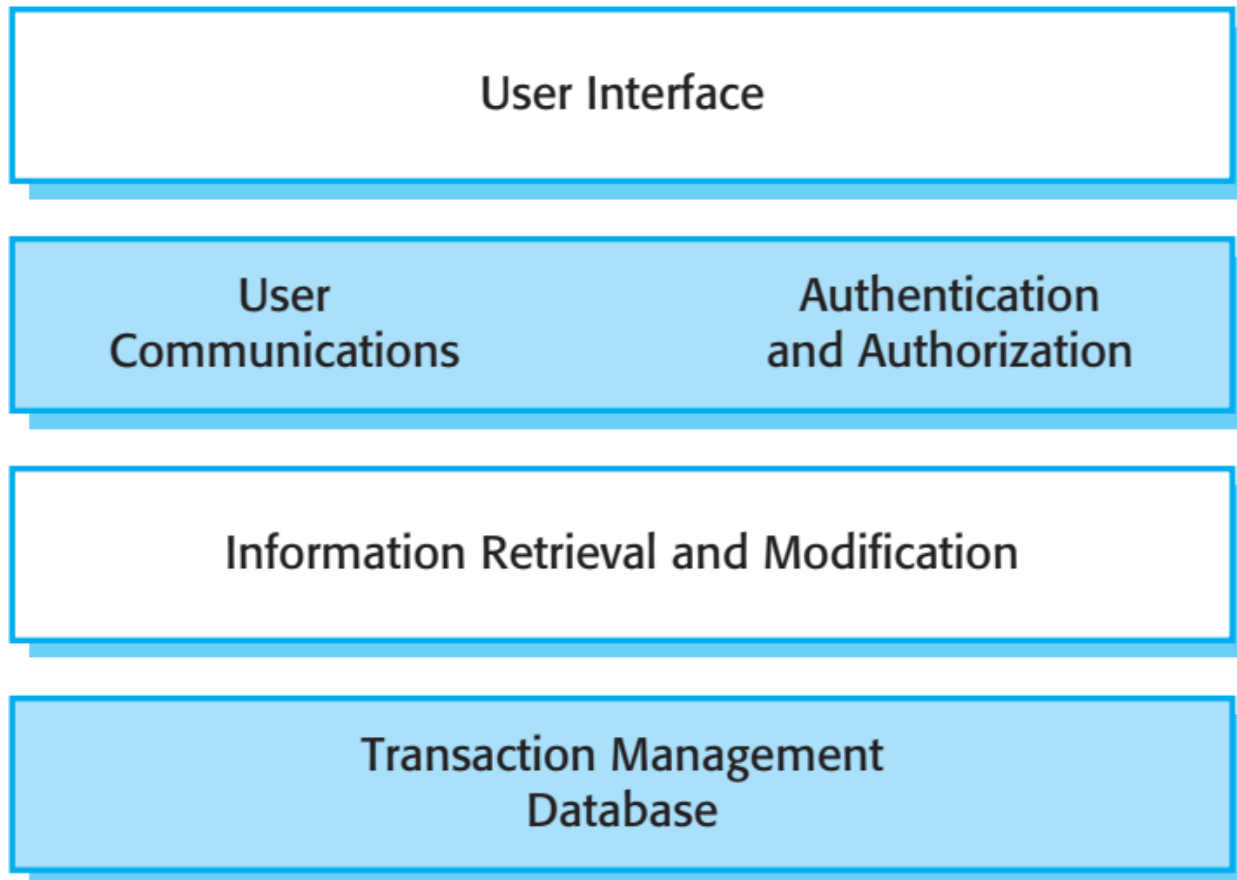 User Interface
User
Communications
Authentication
and Authorization
Information Retrieval and Modification
Transaction Management
Database